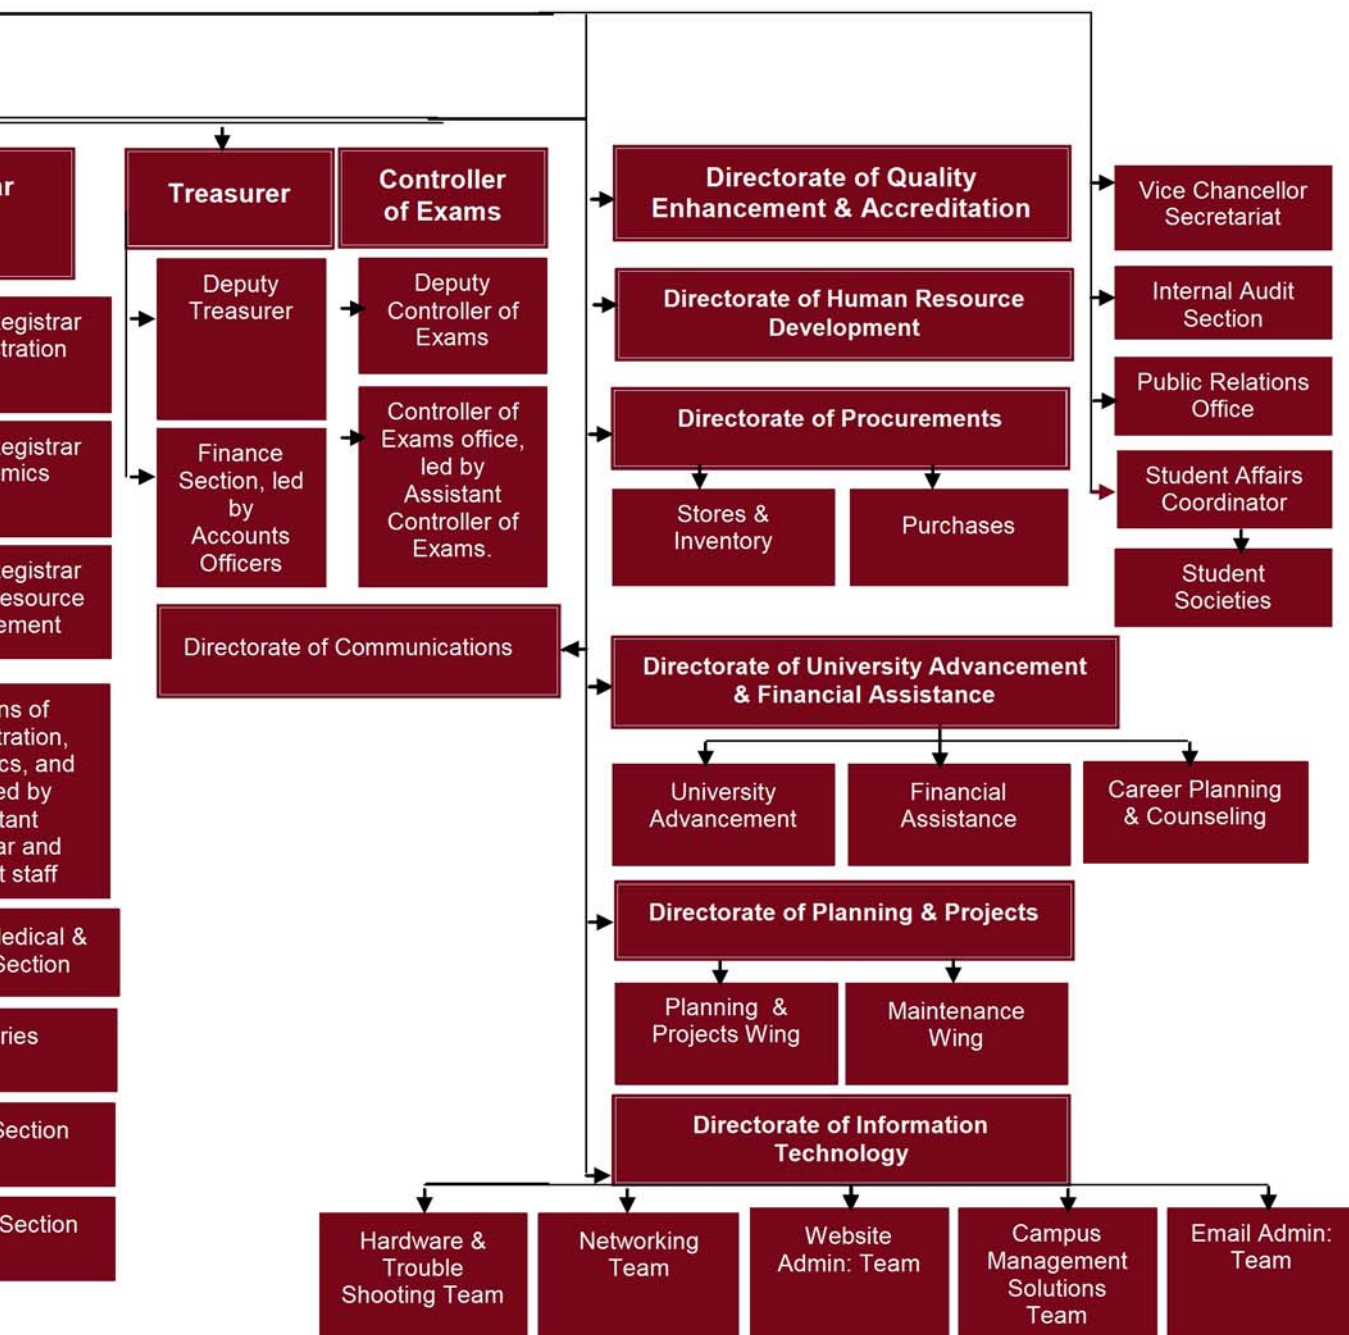 Treasurer
Controller
of Exams
Deputy
Treasurer
Finance
Section, led
by
Accounts
Officers
Deputy
Controller of
Exams
Controller of
Exams office,
led by
Assistant
Controller of
Exams.
Directorate of Communications
and
staff
Section
Section
Section
Directorate of Quality
Enhancement & Accreditation
Directorate of Human Resource
Development
Directorate of Procurements
Stores &
Inventory
Purchases
Directorate of University Advancement
& Financial Assistance
University
Advancement
Financial
Assistance
Career Planning
& Counseling
Directorate of Planning & Projects
Planning & 
Projects Wing
Maintenance
Wing
Directorate of Information
Technology
Hardware &
Trouble
Shooting Team
Networking
Team
Website
Admin: Team
Campus
Management
Solutions
Team
Email Admin:
Team
Vice Chancellor
Secretariat
Internal Audit
Section
Public Relations
Office
Student Affairs
Coordinator
Student
Societies